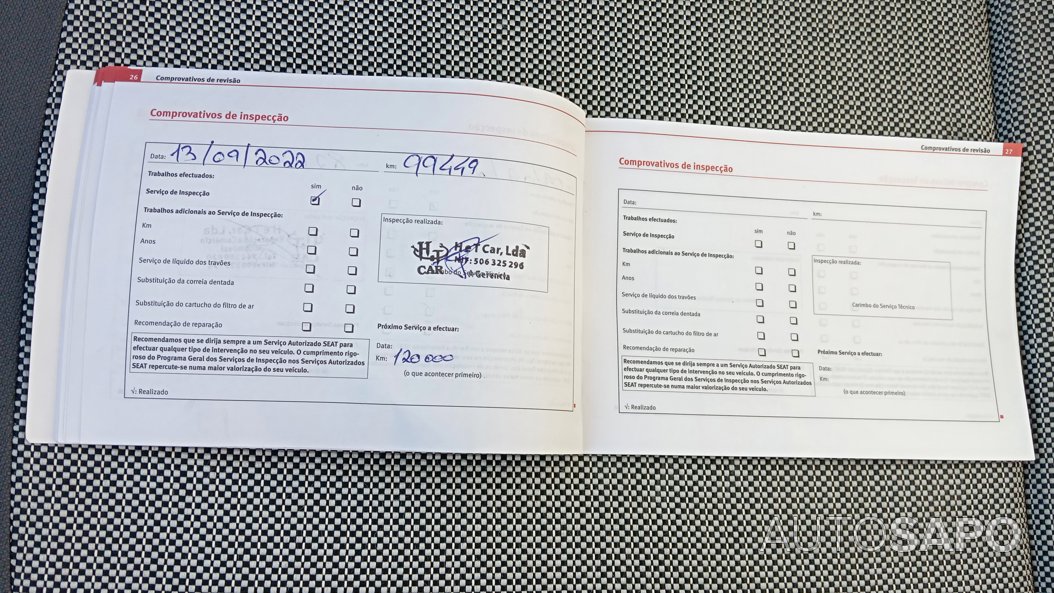 26 Comprovativos de revisão
Comprovativos de inspecção
Data: 13/09/2022 km: 99449.
Trabalhos efectuados:
sim não
Serviço de Inspecção
Trabalhos adicionais ao Serviço de Inspecção:
Km
Anos
Serviço de líquido dos travões
Substituição da correia dentada
Substituição do cartucho do filtro de ar
Recomendação de reparação
Recomendamos que se dirija sempre a um Serviço Autorizado SEAT para
efectuar qualquer tipo de intervenção no seu veículo. O cumprimento rigo-
roso do Programa Geral dos Serviços de Inspecção nos Serviços Autorizados
SEAT repercute-se numa maior valorização do seu veículo.
√: Realizado
Inspecção realizada:
Car, Lda
506 325 296
CAR
A Gerência
Próximo Serviço a efectuar:
Data:
Km: 120 000
(o que acontecer primeiro)
Comprovativos de revisão 27
Comprovativos de inspecção
Data: km:
Trabalhos efectuados:
sim não
Serviço de Inspecção
Trabalhos adicionais ao Serviço de Inspecção:
Km
Anos
Serviço de líquido dos travões
Substituição da correia dentada
Substituição do cartucho do filtro de ar
Recomendação de reparação
Recomendamos que se dirija sempre a um Serviço Autorizado SEAT para
efectuar qualquer tipo de intervenção no seu veículo. O cumprimento rigo-
roso do Programa Geral dos Serviços de Inspecção nos Serviços Autorizados
SEAT repercute-se numa maior valorização do seu veículo.
√: Realizado
Inspecção realizada:
Carimbo do Serviço Técnico
Próximo Serviço a efectuar:
Data:
Km:
(o que acontecer primeiro)
AUTOSAPO